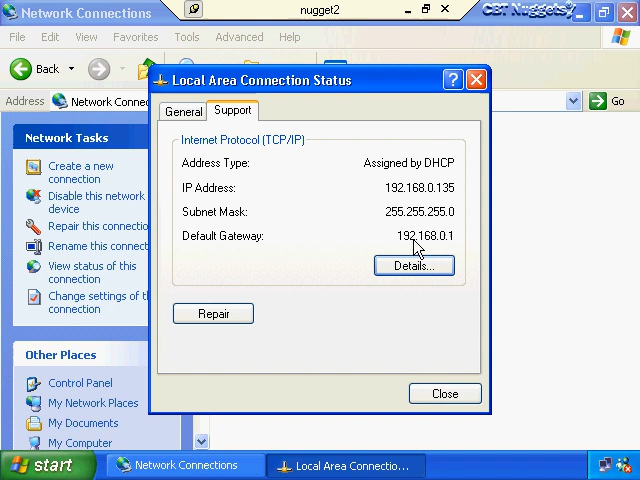 Network Connections
nugget2
CBT Nuggets
File Edit View Favorites Tools Advanced Help
Back
Address Network Connec
Go
Local Area Connection Status
General Support
Internet Protocol (TCP/IP)
Address Type: Assigned by DHCP
IP Address: 192.168.0.135
Subnet Mask: 255.255.255.0
Default Gateway: 192.168.0.1
Details...
Repair
Close
Network Tasks
Create a new
connection
Disable this network
device
Repair this connectio
Rename this connect
View status of this
connection
Change settings of t
connection
Other Places
Control Panel
My Network Places
My Documents
My Computer
start Network Connections Local Area Connectio...